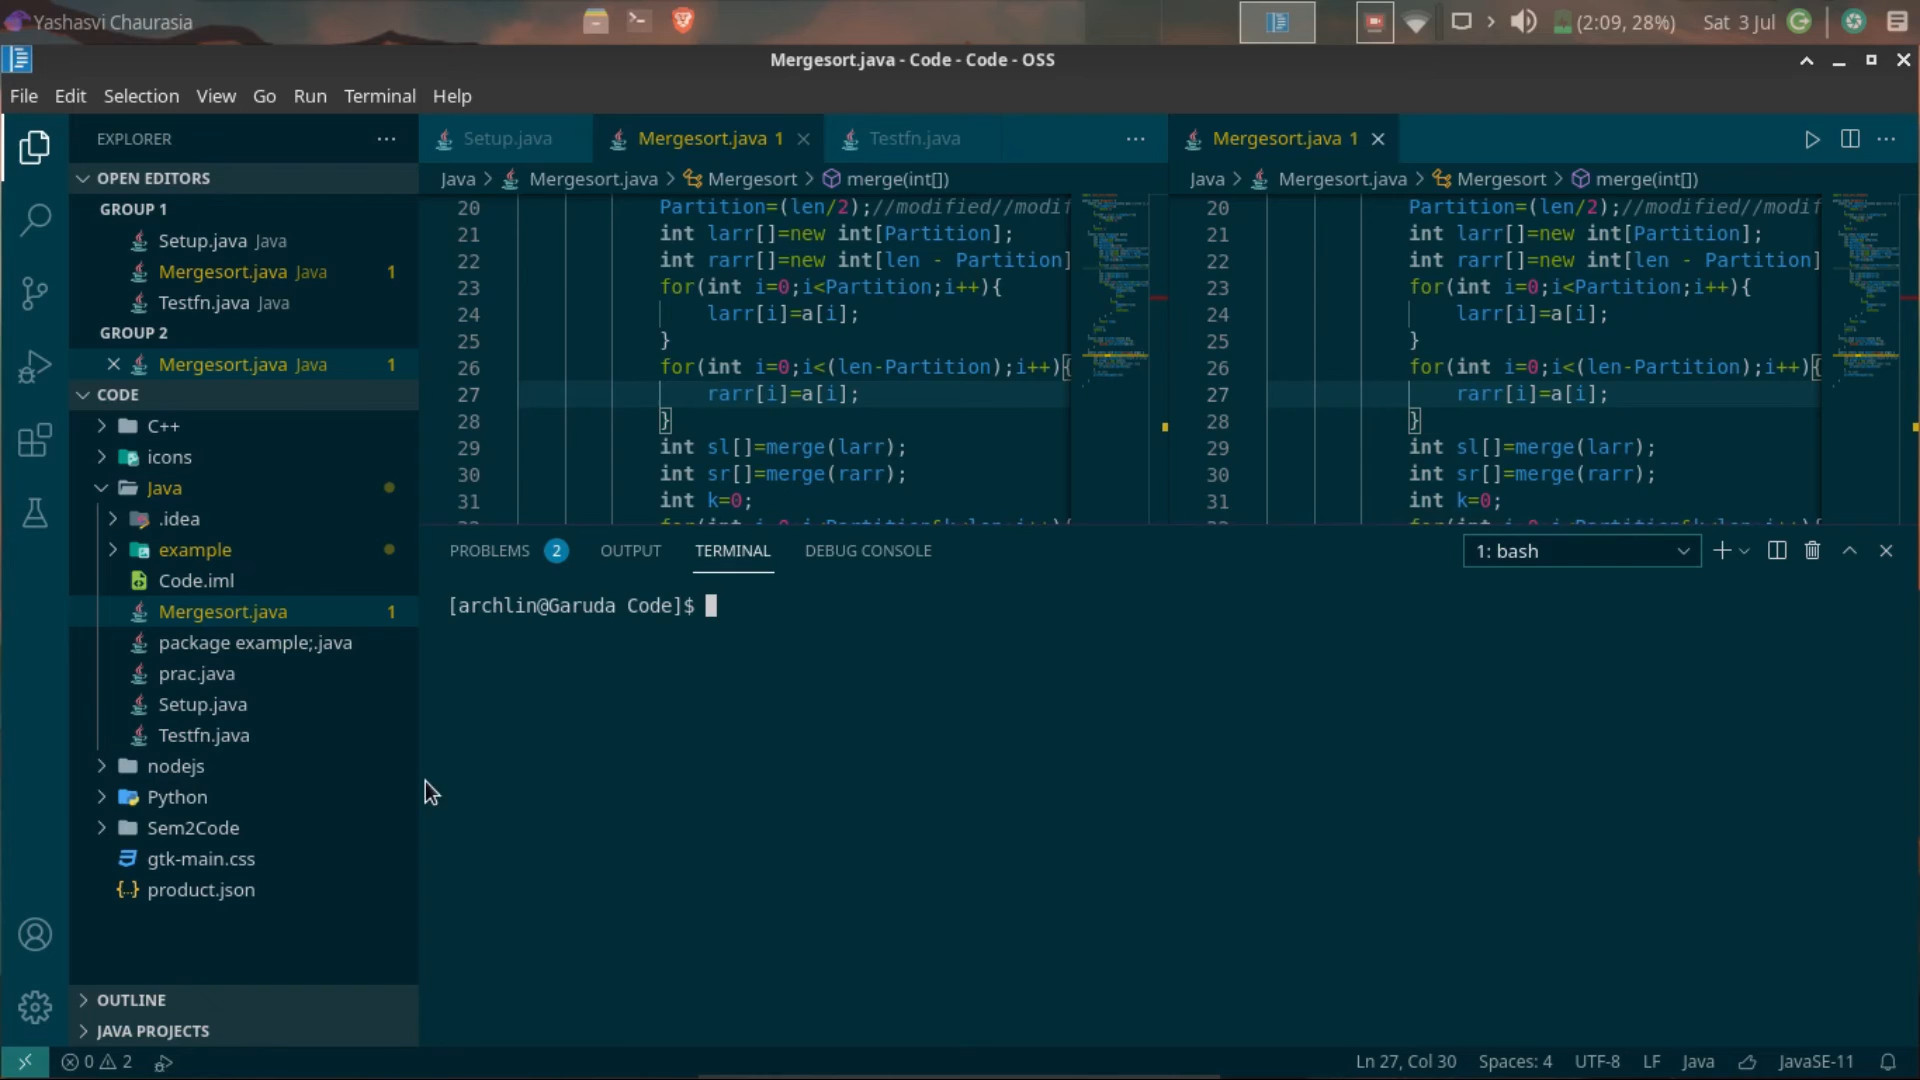 Yashasvi Chaurasia
(2:09, 28%) Sat 3 Jul
Mergesort.java - Code - Code - OSS
File Edit Selection View Go Run Terminal Help
EXPLORER
OPEN EDITORS
GROUP 1
Setup.java Java
Mergesort.java Java 1
Testfn.java Java
GROUP 2
Mergesort.java Java 1
CODE
C++
icons
Java
.idea
example
Code.iml
Mergesort.java 1
package example;.java
prac.java
Setup.java
Testfn.java
nodejs
Python
Sem2Code
gtk-main.css
product.json
OUTLINE
JAVA PROJECTS
Setup.java Mergesort.java 1 Testfn.java
Java > Mergesort.java > Mergesort > merge(int[])
20 Partition=(len/2);//modified//modif
21 int larr[]=new int[Partition];
22 int rarr[]=new int[len - Partition]
23 for(int i=0;i<Partition;i++){
24 larr[i]=a[i];
25 }
26 for(int i=0;i<(len-Partition);i++){
27 rarr[i]=a[i];
28 }
29 int sl[]=merge(larr);
30 int sr[]=merge(rarr);
31 int k=0;
Mergesort.java 1
Java > Mergesort.java > Mergesort > merge(int[])
20 Partition=(len/2);//modified//modif
21 int larr[]=new int[Partition];
22 int rarr[]=new int[len - Partition]
23 for(int i=0;i<Partition;i++){
24 larr[i]=a[i];
25 }
26 for(int i=0;i<(len-Partition);i++){
27 rarr[i]=a[i];
28 }
29 int sl[]=merge(larr);
30 int sr[]=merge(rarr);
31 int k=0;
PROBLEMS 2 OUTPUT TERMINAL DEBUG CONSOLE 1: bash
[archlin@Garuda Code]$
0 2 Ln 27, Col 30 Spaces: 4 UTF-8 LF Java JavaSE-11